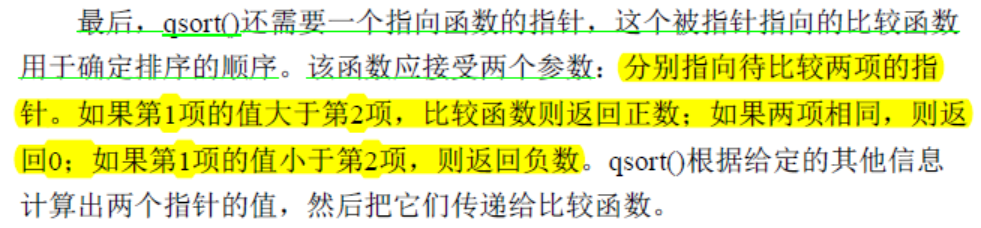 最后，qsort()还需要一个指向函数的指针，这个被指针指向的比较函数
用于确定排序的顺序。该函数应接受两个参数：分别指向待比较两项的指
针。如果第1项的值大于第2项，比较函数则返回正数；如果两项相同，则返
回0；如果第1项的值小于第2项，则返回负数。qsort()根据给定的其他信息
计算出两个指针的值，然后把它们传递给比较函数。